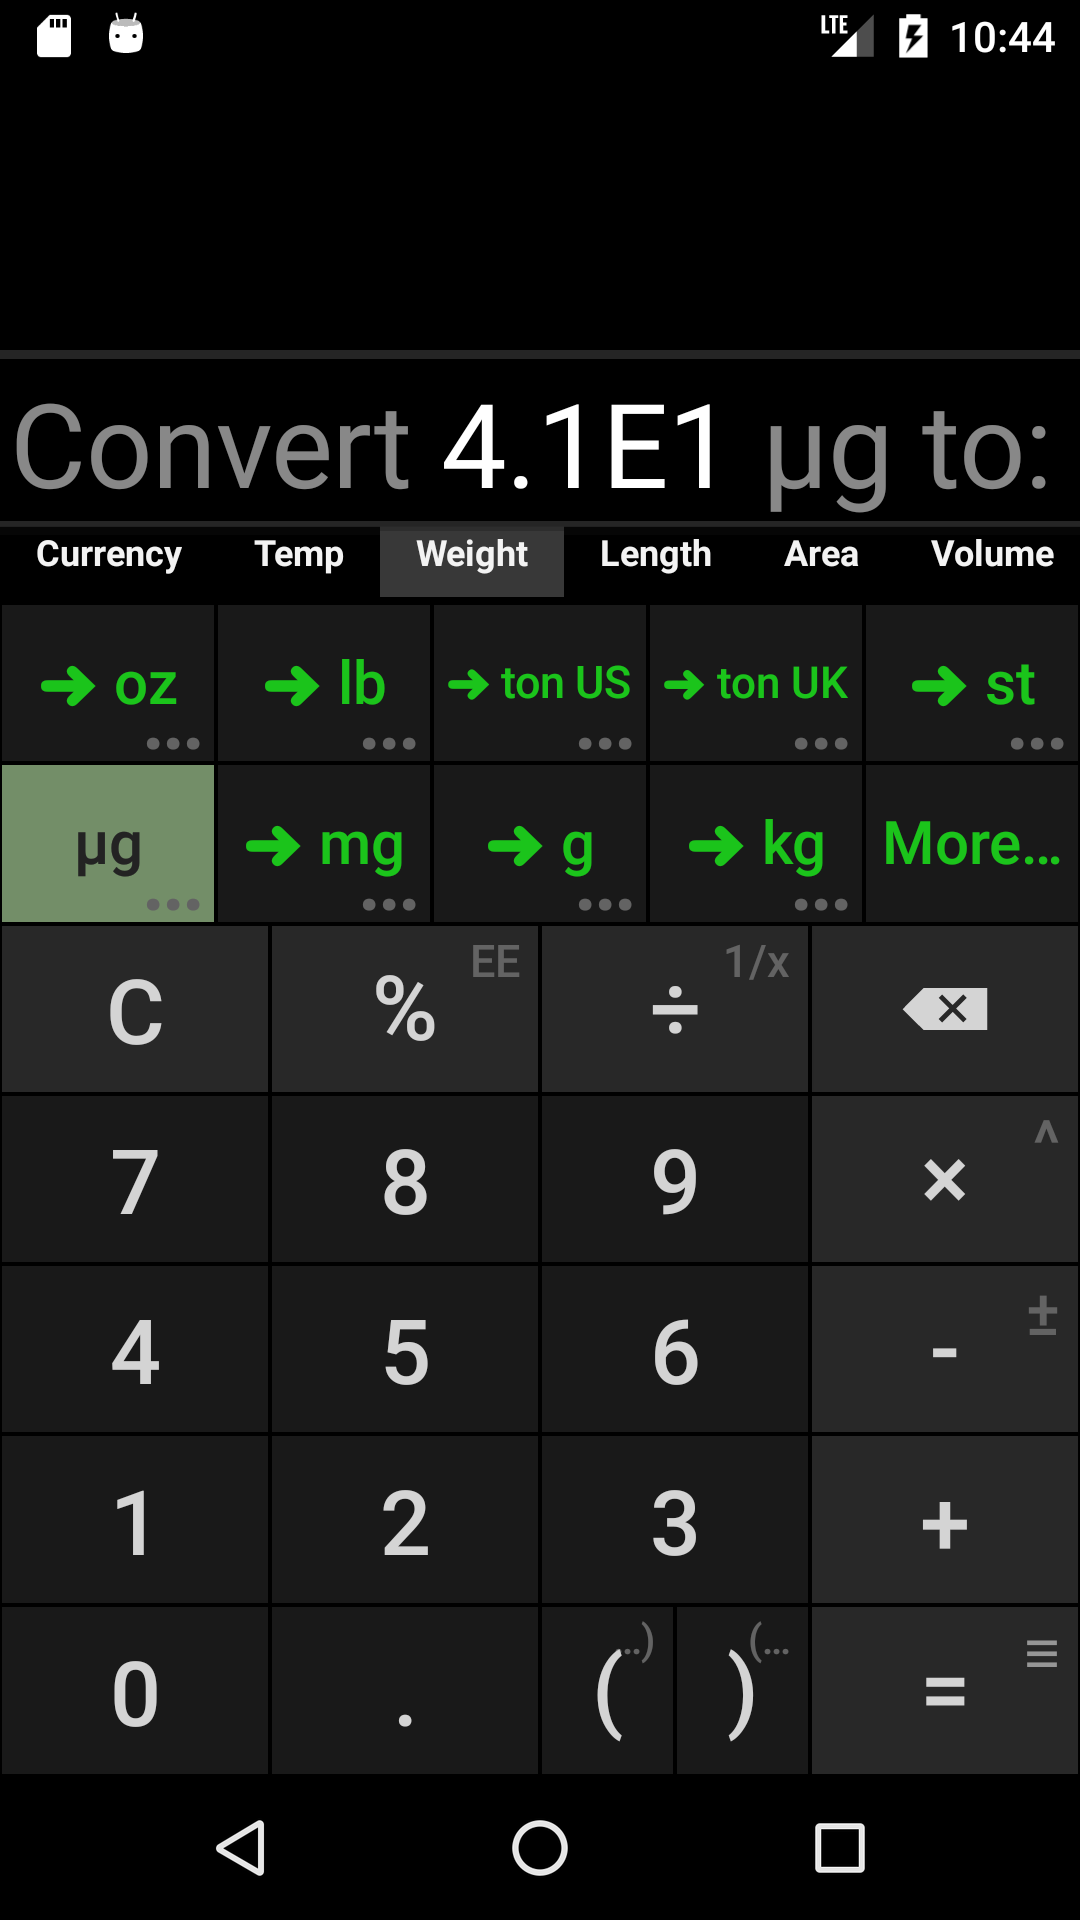 LTE 10:44
Convert 4.1E1 µg to:
Currency Temp Weight Length Area Volume
→ oz → lb → ton US → ton UK → st
µg → mg → g → kg More...
C % EE ÷ 1/x
7 8 9 × ^
4 5 6 - ±
1 2 3 +
0 . ( ..) ) (... = ≡